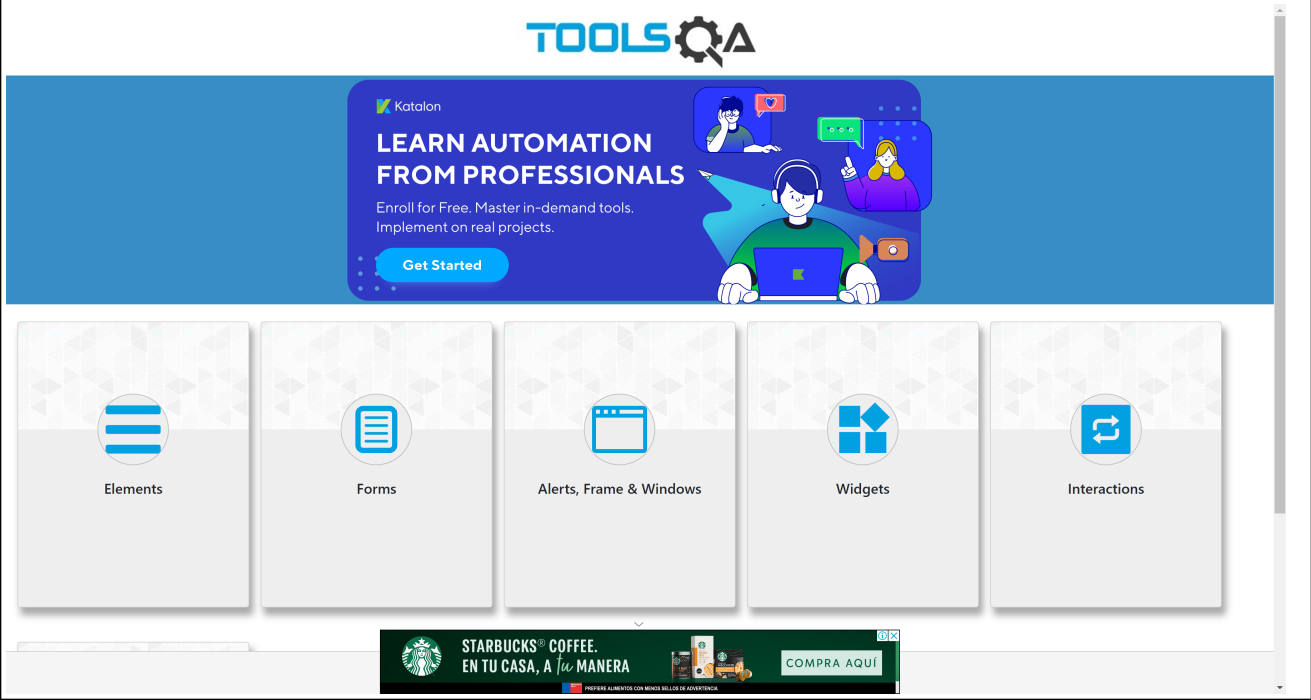 TOOLSQA
Katalon
LEARN AUTOMATION
FROM PROFESSIONALS
Enroll for Free. Master in-demand tools.
Implement on real projects.
Get Started
Elements
Forms
Alerts, Frame & Windows
Widgets
Interactions
STARBUCKS® COFFEE.
EN TU CASA, A tu MANERA
COMPRA AQUÍ
PREFIERE ALIMENTOS CON MENOS SELLOS DE ADVERTENCIA